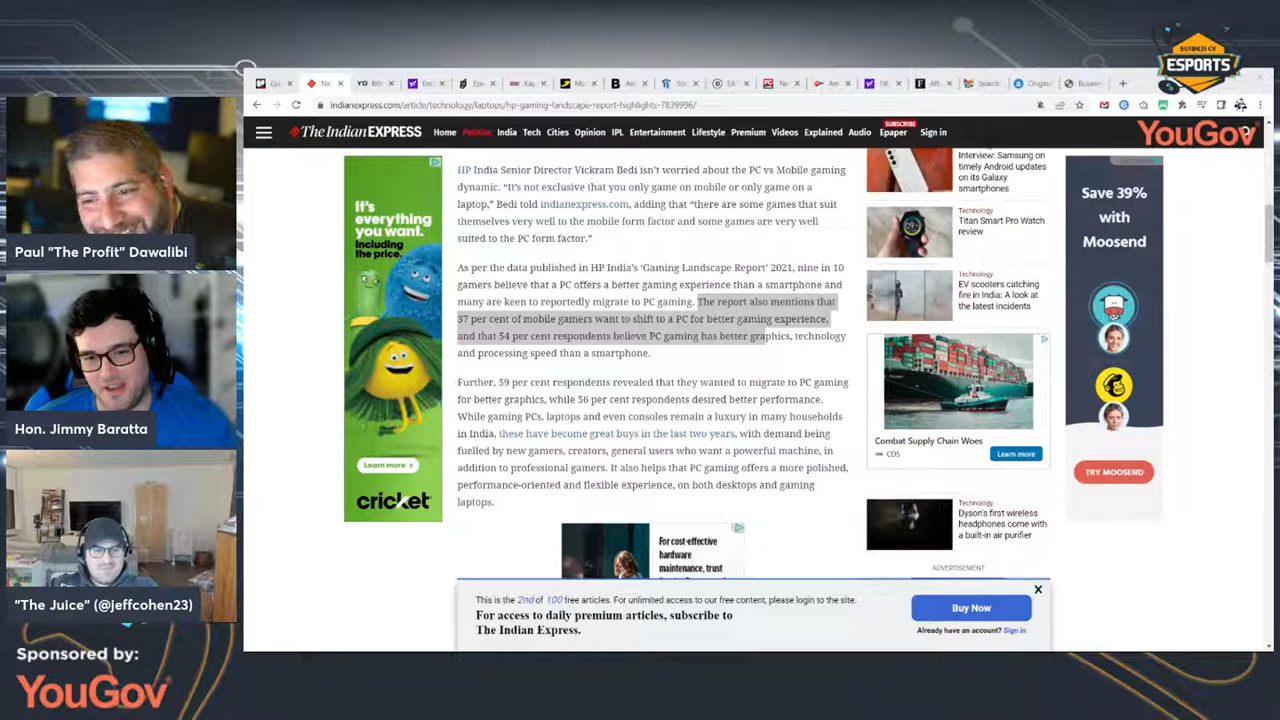 BUSINESS OF
ESPORTS
indianexpress.com/article/technology/laptops/hp-gaming-landscape-report-highlights-7839996/
The Indian EXPRESS
Home Politics India Tech Cities Opinion IPL Entertainment Lifestyle Premium Videos Explained Audio Epaper Sign in
SUBSCRIBE
YouGov
HP India Senior Director Vickram Bedi isn't worried about the PC vs Mobile gaming
dynamic. "It's not exclusive that you only game on mobile or only game on a
laptop," Bedi told indianexpress.com, adding that "there are some games that suit
themselves very well to the mobile form factor and some games are very well
suited to the PC form factor."
As per the data published in HP India's 'Gaming Landscape Report' 2021, nine in 10
gamers believe that a PC offers a better gaming experience than a smartphone and
many are keen to reportedly migrate to PC gaming. The report also mentions that
37 per cent of mobile gamers want to shift to a PC for better gaming experience,
and that 54 per cent respondents believe PC gaming has better graphics, technology
and processing speed than a smartphone.
Further, 59 per cent respondents revealed that they wanted to migrate to PC gaming
for better graphics, while 56 per cent respondents desired better performance.
While gaming PCs, laptops and even consoles remain a luxury in many households
in India, these have become great buys in the last two years, with demand being
fuelled by new gamers, creators, general users who want a powerful machine, in
addition to professional gamers. It also helps that PC gaming offers a more polished,
performance-oriented and flexible experience, on both desktops and gaming
laptops.
It's
everything
you want.
Including
the price.
Learn more >
cricket
Interview: Samsung on
timely Android updates
on its Galaxy
smartphones
Technology
Titan Smart Pro Watch
review
Technology
EV scooters catching
fire in India: A look at
the latest incidents
Combat Supply Chain Woes
CDS
Learn more
Technology
Dyson's first wireless
headphones come with
a built-in air purifier
ADVERTISEMENT
Save 39%
with
Moosend
TRY MOOSEND
For cost-effective
hardware
maintenance, trust
This is the 2nd of 100 free articles. For unlimited access to our free content, please login to the site.
For access to daily premium articles, subscribe to
The Indian Express.
X
Buy Now
Already have an account? Sign in
Paul "The Profit" Dawalibi
Hon. Jimmy Baratta
"The Juice" (@jeffcohen23)
Sponsored by:
YouGov